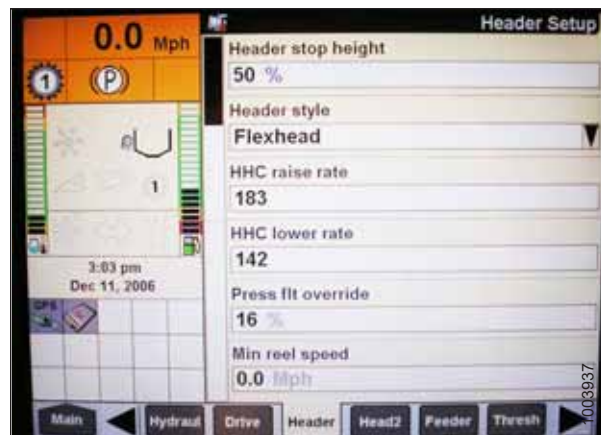 0.0 Mph
1
P
1
3:03 pm
Dec 11, 2006
GPS
Header Setup
Header stop height
50 %
Header style
Flexhead
HHC raise rate
183
HHC lower rate
142
Press flt override
16 %
Min reel speed
0.0 Mph
Main
Hydraul
Drive
Header
Head2
Feeder
Thresh
1003937